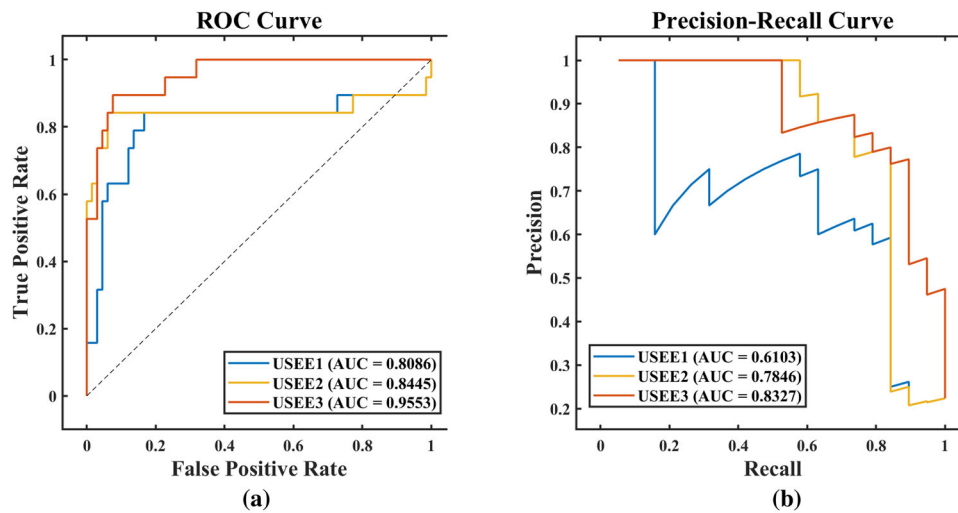 ROC Curve
1
0.8
0.6
0.4
0.2
0
True Positive Rate
USEE1 (AUC = 0.8086)
USEE2 (AUC = 0.8445)
USEE3 (AUC = 0.9553)
0 0.2 0.4 0.6 0.8 1
False Positive Rate
(a)
Precision-Recall Curve
1
0.9
0.8
0.7
0.6
0.5
0.4
0.3
0.2
Precision
USEE1 (AUC = 0.6103)
USEE2 (AUC = 0.7846)
USEE3 (AUC = 0.8327)
0 0.2 0.4 0.6 0.8 1
Recall
(b)